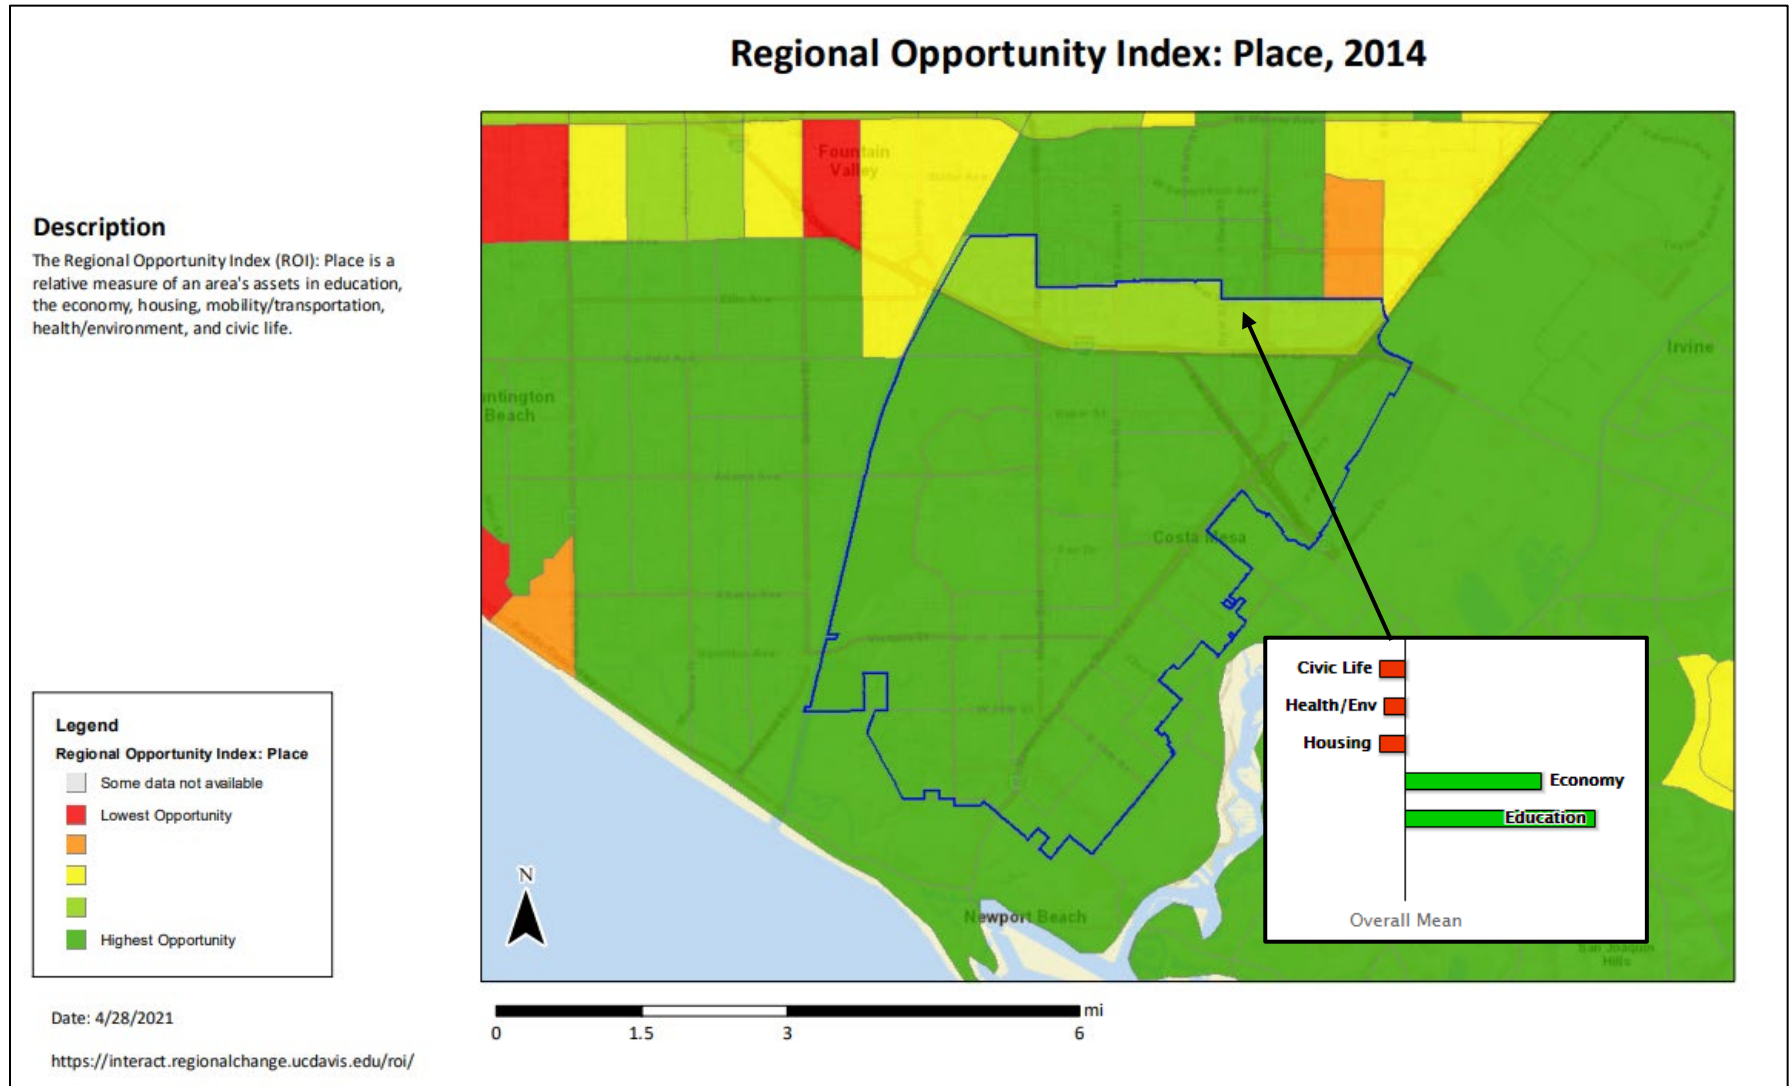 Regional Opportunity Index: Place, 2014
Description
The Regional Opportunity Index (ROI): Place is a
relative measure of an area's assets in education,
the economy, housing, mobility/transportation,
health/environment, and civic life.
Fountain
Valley
Irvine
Beach
Costa Mesa
Newport Beach
San Joaquin
Hills
Civic Life
Health/Env
Housing
Economy
Education
Overall Mean
Legend
Regional Opportunity Index: Place
Some data not available
Lowest Opportunity
Highest Opportunity
N
0 1.5 3 6 mi
Date: 4/28/2021
https://interact.regionalchange.ucdavis.edu/roi/